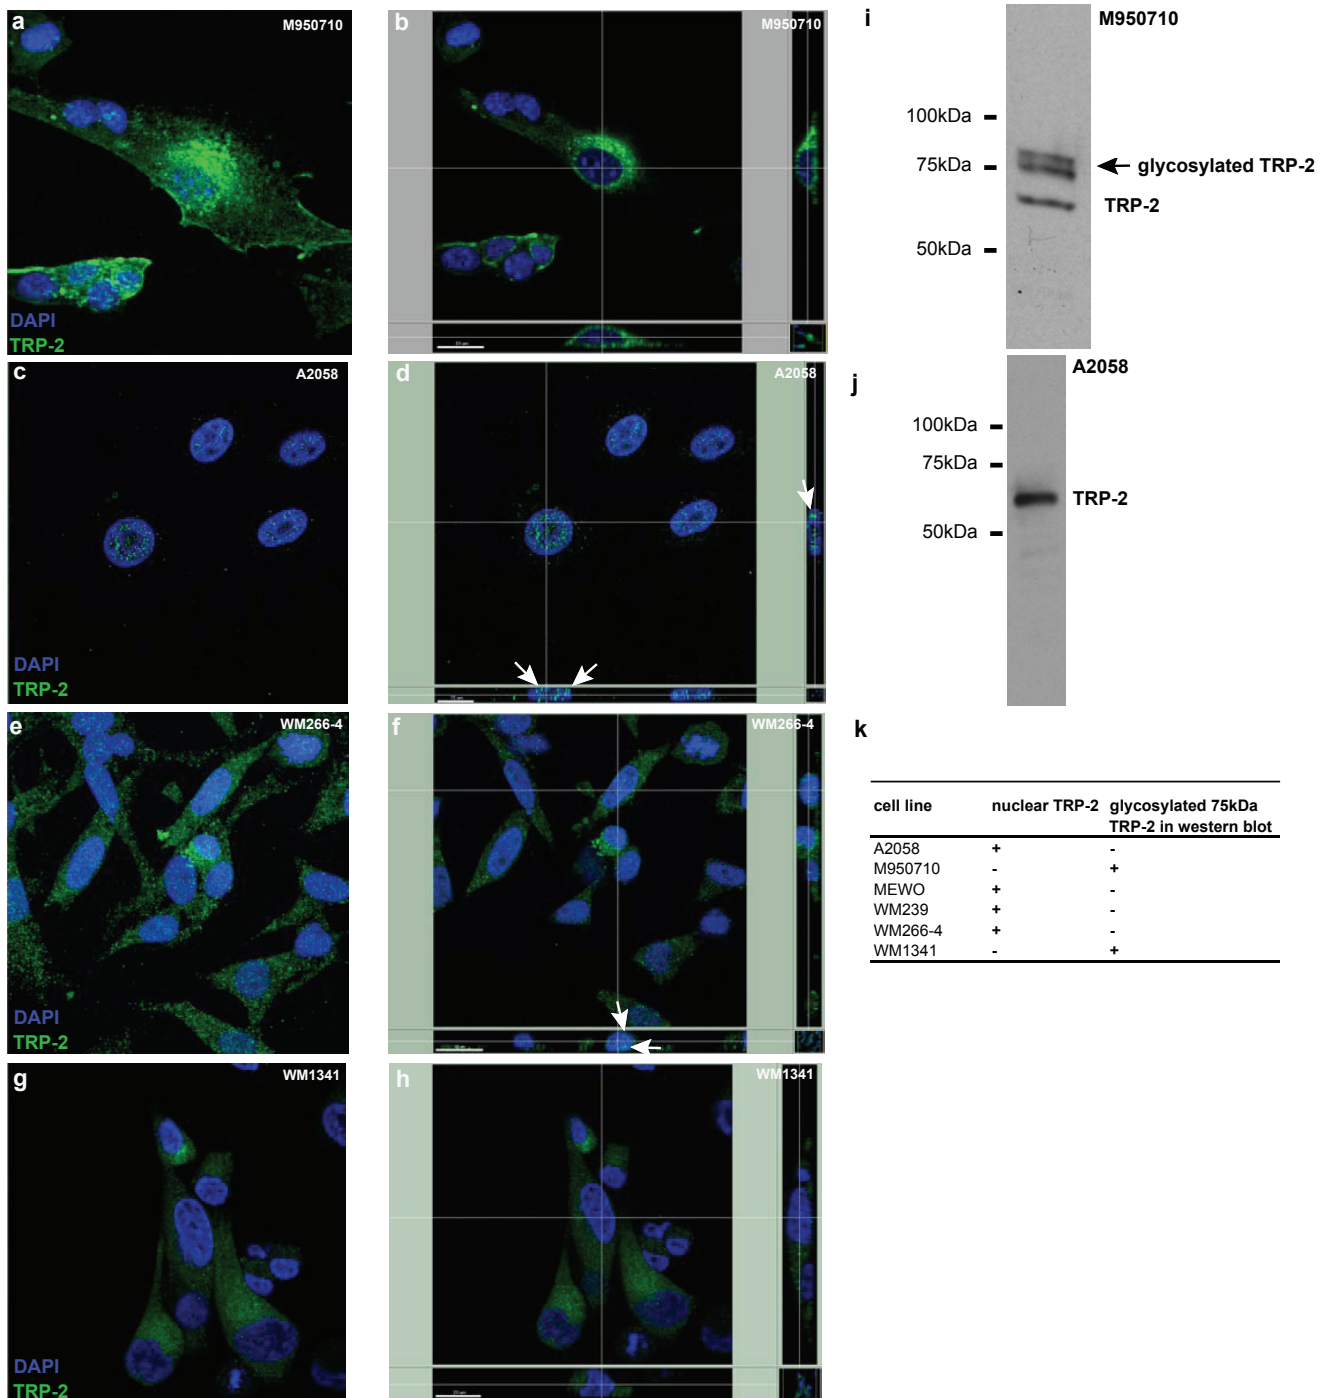 a
M950710
DAPI
TRP-2
b
M950710
c
A2058
DAPI
TRP-2
d
A2058
e
WM266-4
DAPI
TRP-2
f
WM266-4
g
WM1341
DAPI
TRP-2
h
WM1341
i
M950710
100kDa
75kDa
glycosylated TRP-2
TRP-2
50kDa
j
A2058
100kDa
75kDa
TRP-2
50kDa
k
cell line nuclear TRP-2 glycosylated 75kDa
TRP-2 in western blot
A2058 + -
M950710 - +
MEWO + -
WM239 + -
WM266-4 + -
WM1341 - +